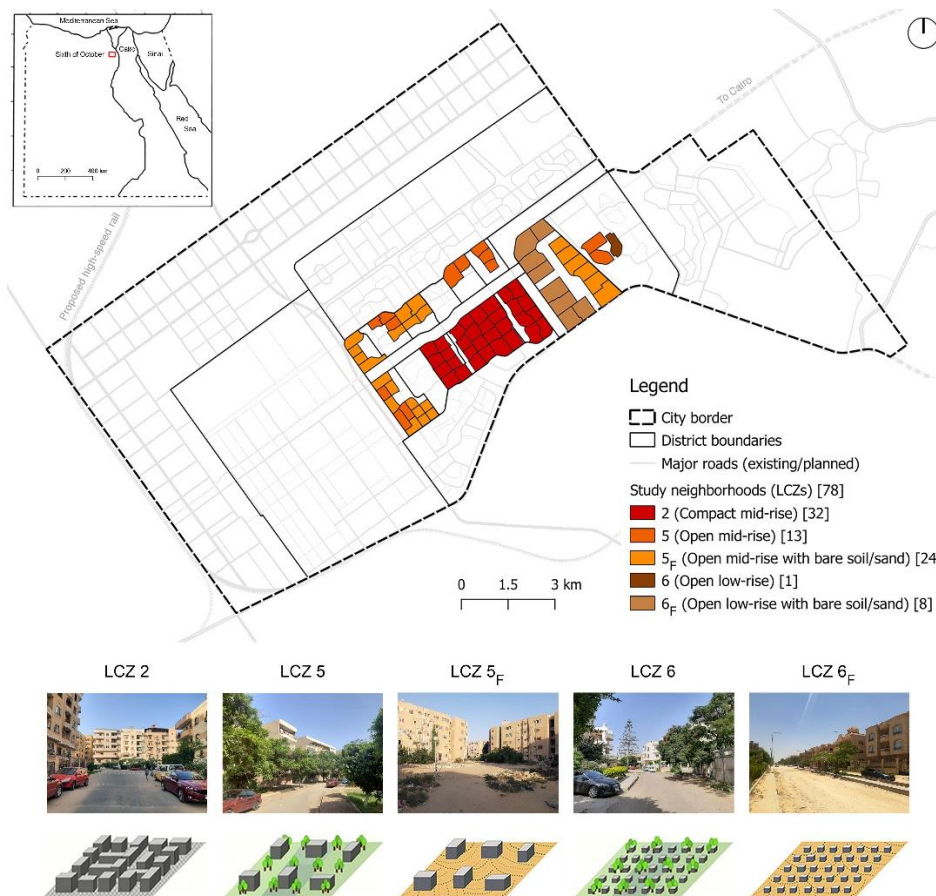 Mediterranean Sea
Sixth of October
Cairo
Sinai
Red
Sea
0 200 400 km
To Cairo
Proposed high-speed rail
Legend
City border
District boundaries
Major roads (existing/planned)
Study neighborhoods (LCZs) [78]
2 (Compact mid-rise) [32]
5 (Open mid-rise) [13]
5F (Open mid-rise with bare soil/sand) [24]
6 (Open low-rise) [1]
6F (Open low-rise with bare soil/sand) [8]
0 1.5 3 km
LCZ 2
LCZ 5
LCZ 5F
LCZ 6
LCZ 6F